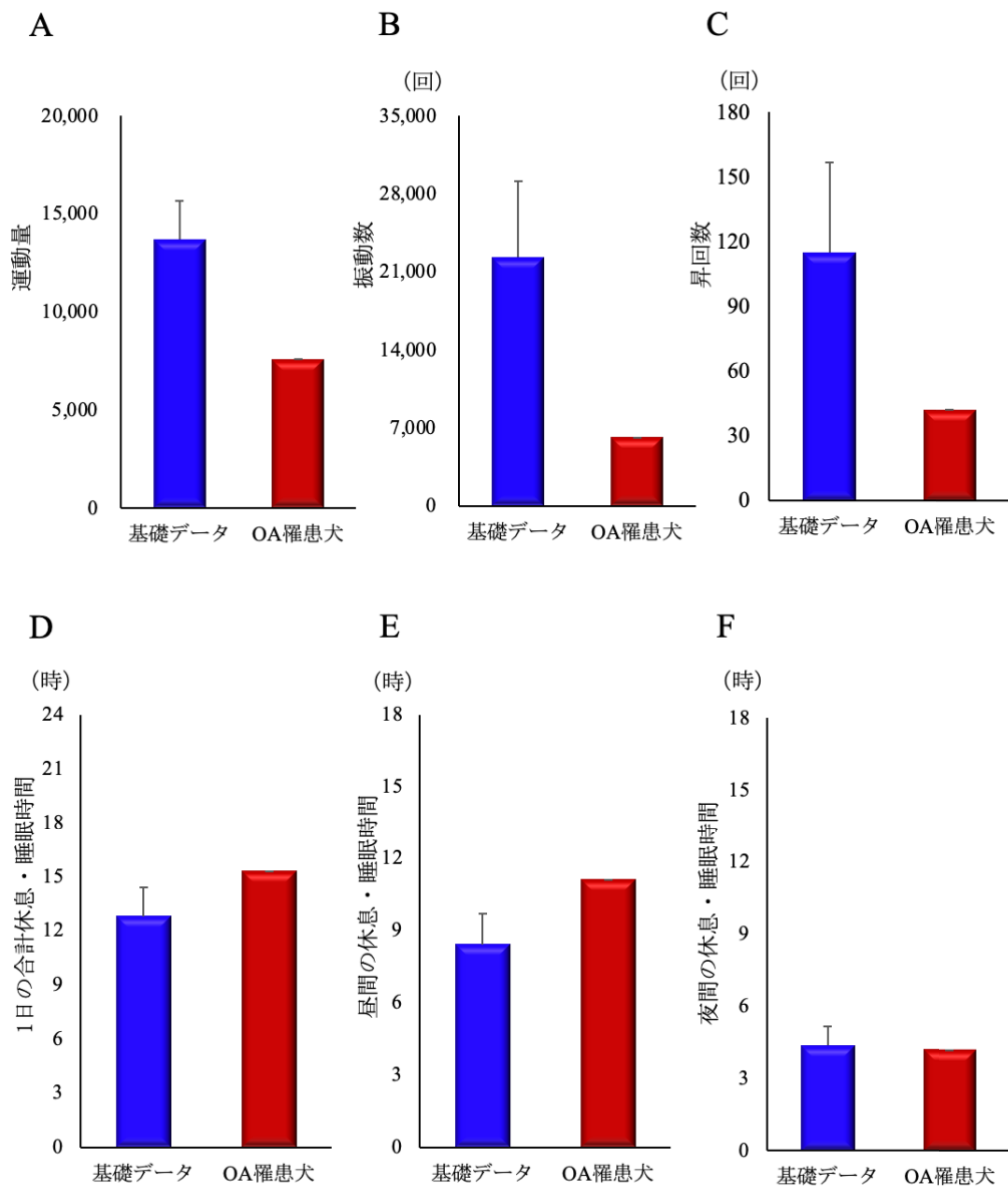 A
運動量
20,000
15,000
10,000
5,000
0
基礎データ
OA罹患犬
B
（回）
振動数
35,000
28,000
21,000
14,000
7,000
0
基礎データ
OA罹患犬
C
（回）
昇回数
180
150
120
90
60
30
0
基礎データ
OA罹患犬
D
（時）
1日の合計休息・睡眠時間
24
21
18
15
12
9
6
3
0
基礎データ
OA罹患犬
E
（時）
昼間の休息・睡眠時間
18
15
12
9
6
3
0
基礎データ
OA罹患犬
F
（時）
夜間の休息・睡眠時間
18
15
12
9
6
3
0
基礎データ
OA罹患犬